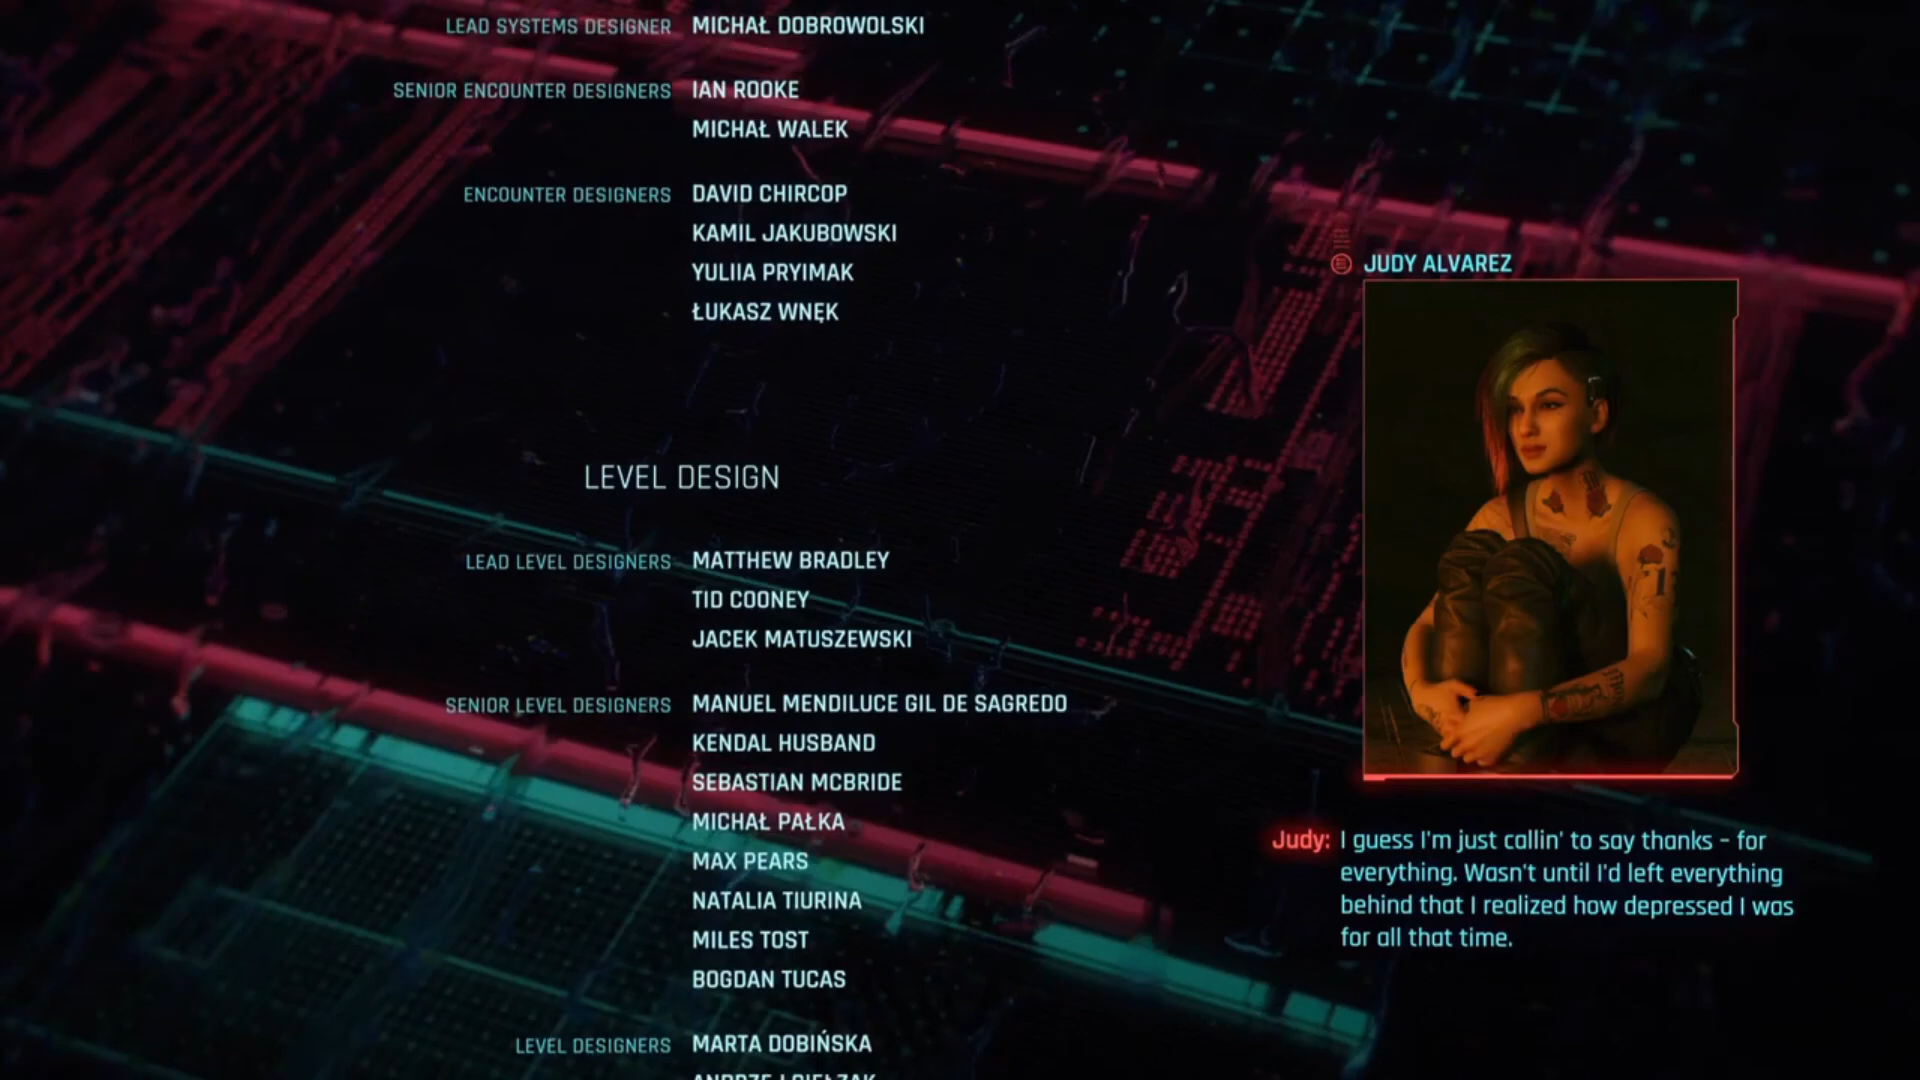 LEAD SYSTEMS DESIGNER MICHAŁ DOBROWOLSKI
SENIOR ENCOUNTER DESIGNERS IAN ROOKE
MICHAŁ WALEK
ENCOUNTER DESIGNERS DAVID CHIRCOP
KAMIL JAKUBOWSKI
YULIIA PRYIMAK
ŁUKASZ WNĘK
LEVEL DESIGN
LEAD LEVEL DESIGNERS MATTHEW BRADLEY
TID COONEY
JACEK MATUSZEWSKI
SENIOR LEVEL DESIGNERS MANUEL MENDILUCE GIL DE SAGREDO
KENDAL HUSBAND
SEBASTIAN MCBRIDE
MICHAŁ PAŁKA
MAX PEARS
NATALIA TIURINA
MILES TOST
BOGDAN TUCAS
LEVEL DESIGNERS MARTA DOBIŃSKA
JUDY ALVAREZ
Judy: I guess I'm just callin' to say thanks – for
everything. Wasn't until I'd left everything
behind that I realized how depressed I was
for all that time.